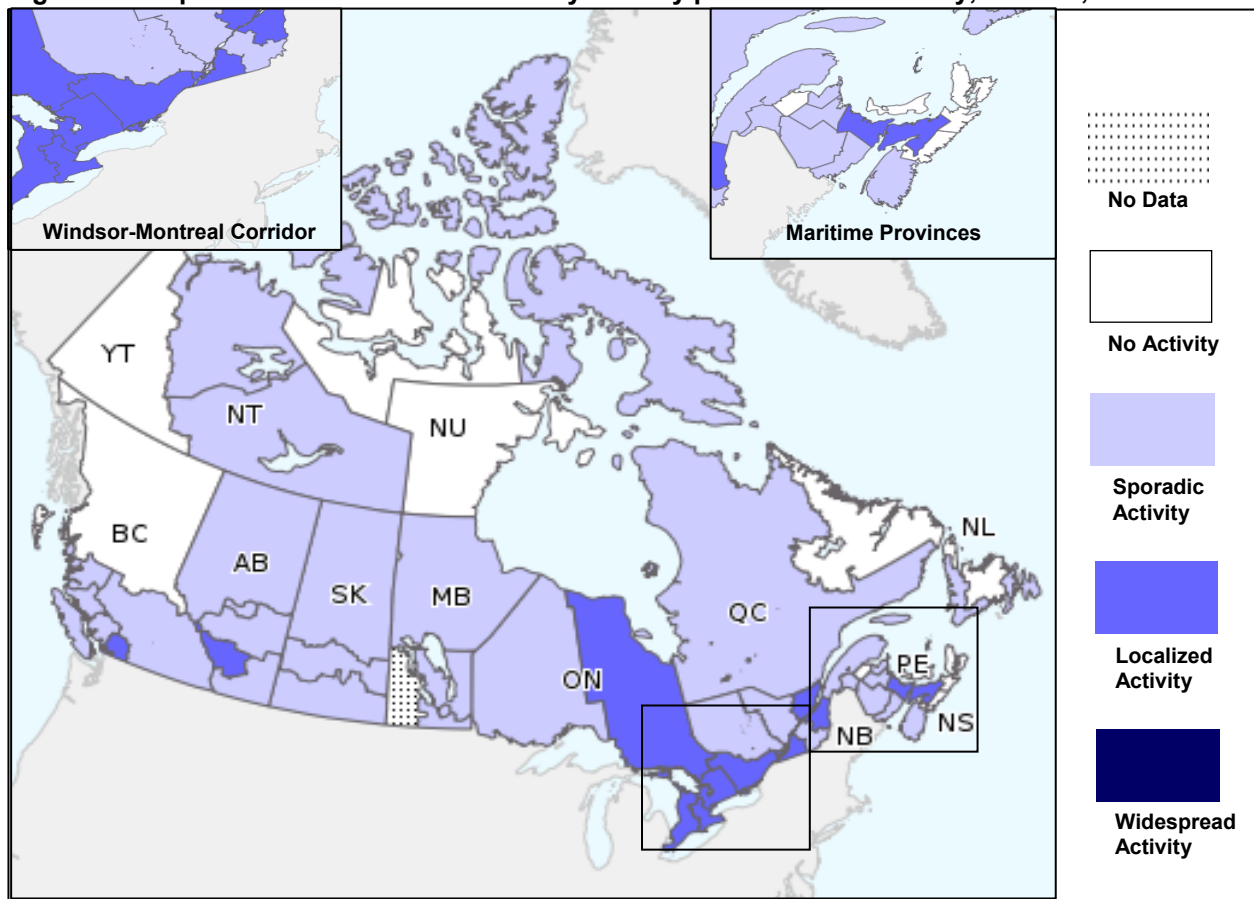 Windsor-Montreal Corridor
Maritime Provinces
No Data
No Activity
Sporadic
Activity
Localized
Activity
Widespread
Activity
YT
NT
NU
BC
AB
SK
MB
ON
QC
NL
PE
NB
NS